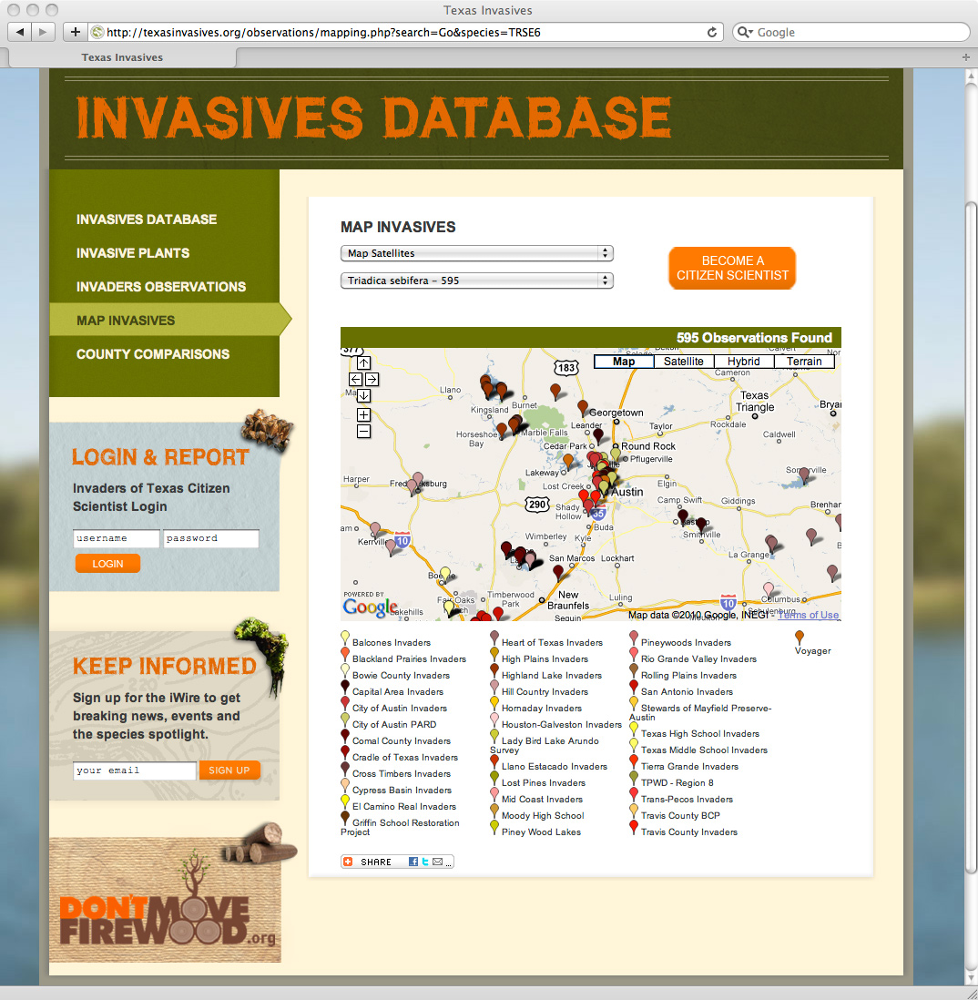 Texas Invasives
http://texasinvasives.org/observations/mapping.php?search=Go&species=TRSE6
Google
Texas Invasives
INVASIVES DATABASE
INVASIVES DATABASE
INVASIVE PLANTS
INVADERS OBSERVATIONS
MAP INVASIVES
COUNTY COMPARISONS
LOGIN & REPORT
Invaders of Texas Citizen
Scientist Login
username password
LOGIN
KEEP INFORMED
Sign up for the iWire to get
breaking news, events and
the species spotlight.
your email SIGN UP
DON'T MOVE
FIREWOOD.org
MAP INVASIVES
Map Satellites
Triadica sebifera – 595
BECOME A
CITIZEN SCIENTIST
595 Observations Found
Map Satellite Hybrid Terrain
377
183
Llano
Kingsland
Burnet
Cameron
Texas
Triangle
Georgetown
Horseshoe
Bay
Marble Falls
Leander
Taylor
Rockdale
Caldwell
Cedar Park
Round Rock
Pflugerville
Harper
Lakeway
Elgin
Lost Creek
Austin
290
Shady
Hollow
35
Camp Swift
Giddings
Smithville
Buda
Kerrville
10
Wimberley
Kyle
La Grange
San Marcos
Lockhart
Fair Oaks
Ranch
Timberwood
Park
New
Braunfels
Luling
10
Columbus
Seguin
POWERED BY
Google
Map data ©2010 Google, INEGI - Terms of Use
Balcones Invaders
Blackland Prairies Invaders
Bowie County Invaders
Capital Area Invaders
City of Austin Invaders
City of Austin PARD
Comal County Invaders
Cradle of Texas Invaders
Cross Timbers Invaders
Cypress Basin Invaders
El Camino Real Invaders
Griffin School Restoration
Project
Heart of Texas Invaders
High Plains Invaders
Highland Lake Invaders
Hill Country Invaders
Hornaday Invaders
Houston-Galveston Invaders
Lady Bird Lake Arundo
Survey
Llano Estacado Invaders
Lost Pines Invaders
Mid Coast Invaders
Moody High School
Piney Wood Lakes
Pineywoods Invaders
Rio Grande Valley Invaders
Rolling Plains Invaders
San Antonio Invaders
Stewards of Mayfield Preserve-
Austin
Texas High School Invaders
Texas Middle School Invaders
Tierra Grande Invaders
TPWD - Region 8
Trans-Pecos Invaders
Travis County BCP
Travis County Invaders
Voyager
SHARE